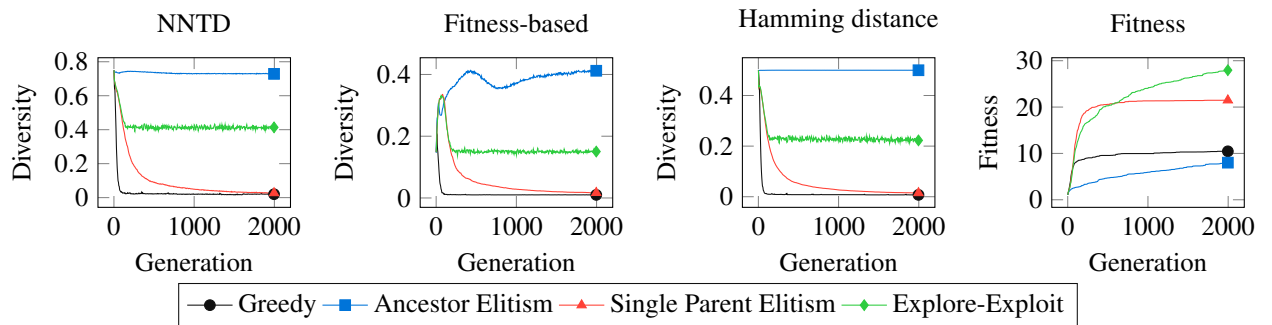 NNTD
Fitness-based
Hamming distance
Fitness
Diversity
0.8
0.6
0.4
0.2
0
0 1000 2000
Generation
Diversity
0.4
0.2
0
0 1000 2000
Generation
Diversity
0.4
0.2
0
0 1000 2000
Generation
Fitness
30
20
10
0
0 1000 2000
Generation
Greedy Ancestor Elitism Single Parent Elitism Explore-Exploit